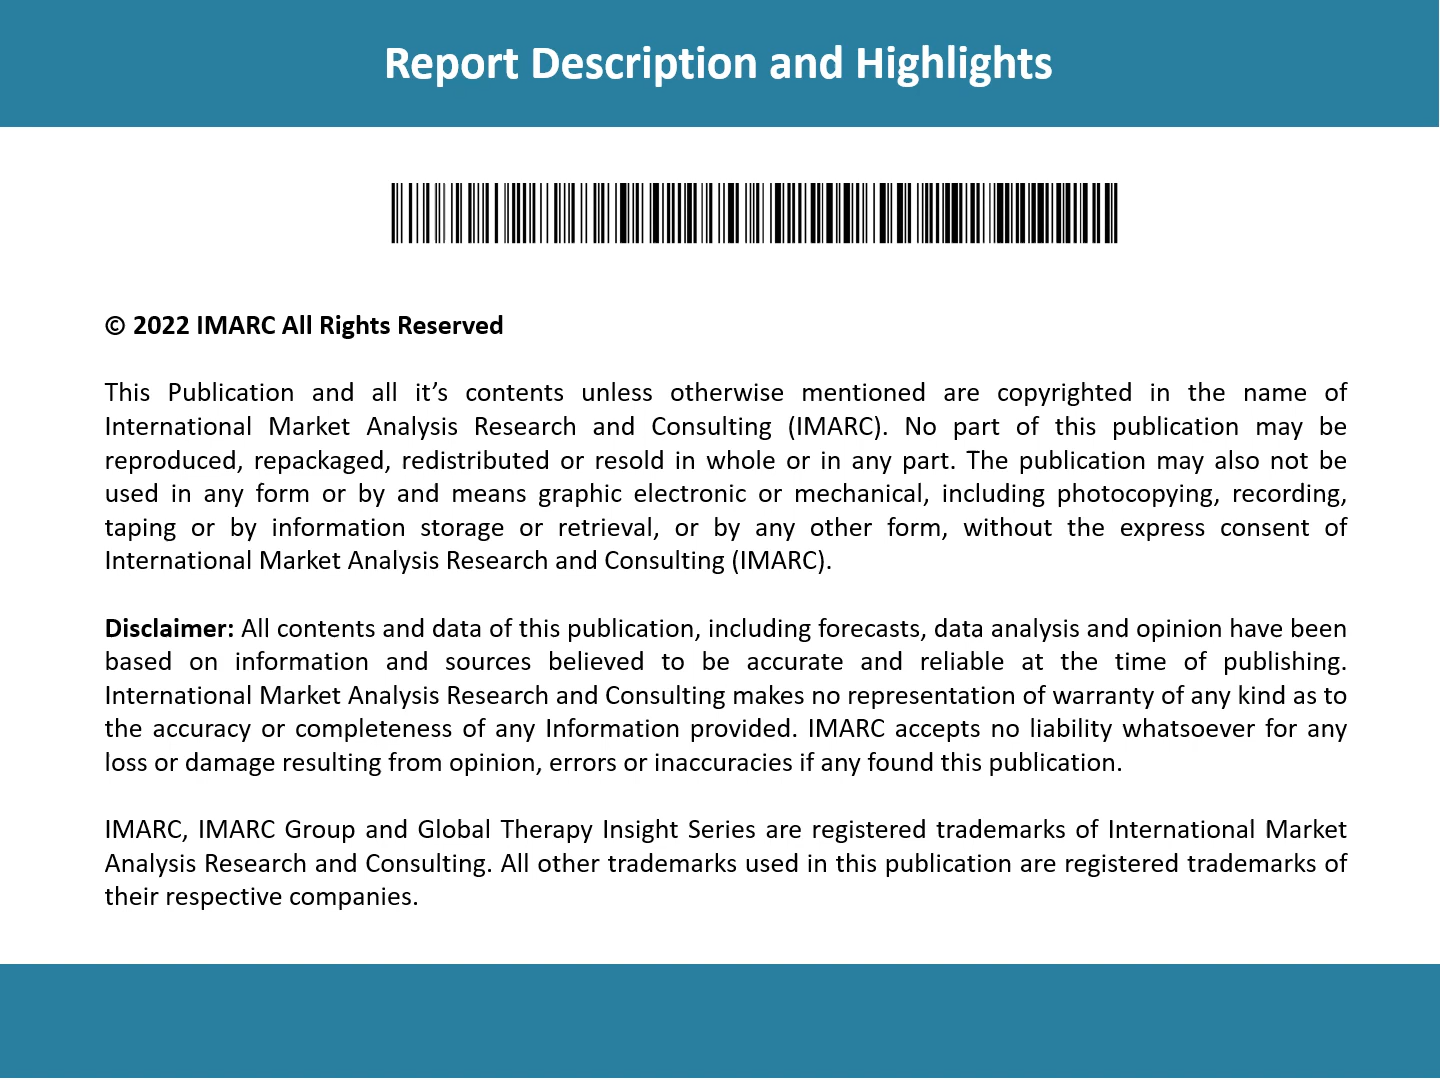 Report Description and Highlights
© 2022 IMARC All Rights Reserved
This Publication and all it’s contents unless otherwise mentioned are copyrighted in the name of
International Market Analysis Research and Consulting (IMARC). No part of this publication may be
reproduced, repackaged, redistributed or resold in whole or in any part. The publication may also not be
used in any form or by and means graphic electronic or mechanical, including photocopying, recording,
taping or by information storage or retrieval, or by any other form, without the express consent of
International Market Analysis Research and Consulting (IMARC).
Disclaimer: All contents and data of this publication, including forecasts, data analysis and opinion have been
based on information and sources believed to be accurate and reliable at the time of publishing.
International Market Analysis Research and Consulting makes no representation of warranty of any kind as to
the accuracy or completeness of any Information provided. IMARC accepts no liability whatsoever for any
loss or damage resulting from opinion, errors or inaccuracies if any found this publication.
IMARC, IMARC Group and Global Therapy Insight Series are registered trademarks of International Market
Analysis Research and Consulting. All other trademarks used in this publication are registered trademarks of
their respective companies.